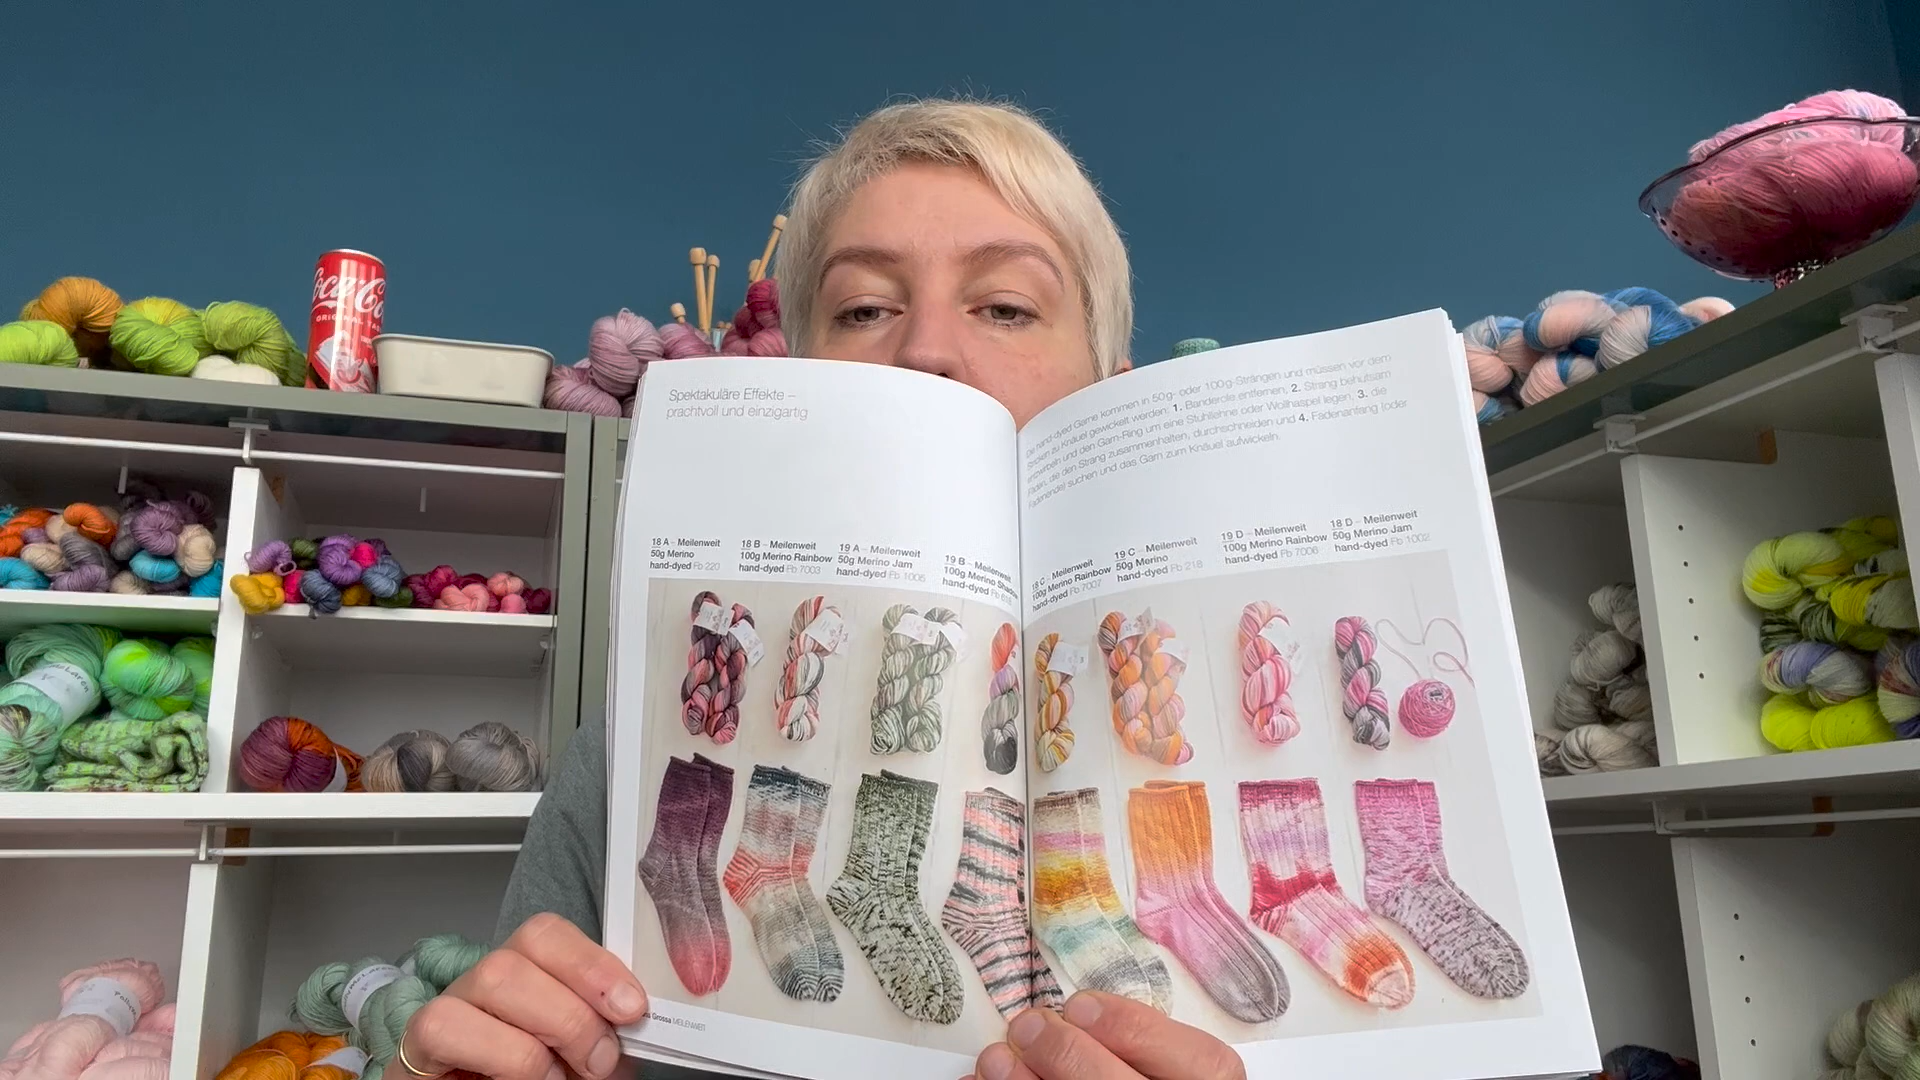 Coca-Co
ORIGINAL TA
Spektakuläre Effekte –
prachtvoll und einzigartig
hand-dyed Garne kommen in 50g- oder 100g-Strängen und müssen vor dem
Stricken zu Knäuel gewickelt werden: 1. Banderole entfernen, 2. Strang behutsam
und den Garn-Ring um eine Stuhllehne oder Wollhaspel legen, 3. die
Fäden, die den Strang zusammenhalten, durchschneiden und 4. Fadenanfang (oder
Fadenende) suchen und das Garn zum Knäuel aufwickeln.
18 A – Meilenweit
50g Merino
hand-dyed Fb 220
18 B – Meilenweit
100g Merino Rainbow
hand-dyed Fb 7003
19 A – Meilenweit
50g Merino Jam
hand-dyed Fb 1006
19 B – Meilenweit
100g Merino
hand-dyed
18 C – Meilenweit
100g Merino Rainbow
hand-dyed Fb 7007
19 C – Meilenweit
50g Merino
hand-dyed Fb 218
19 D – Meilenweit
100g Merino Rainbow
hand-dyed Fb 7006
18 D – Meilenweit
50g Merino Jam
hand-dyed Fb 1002
Grossa MEILENWEIT